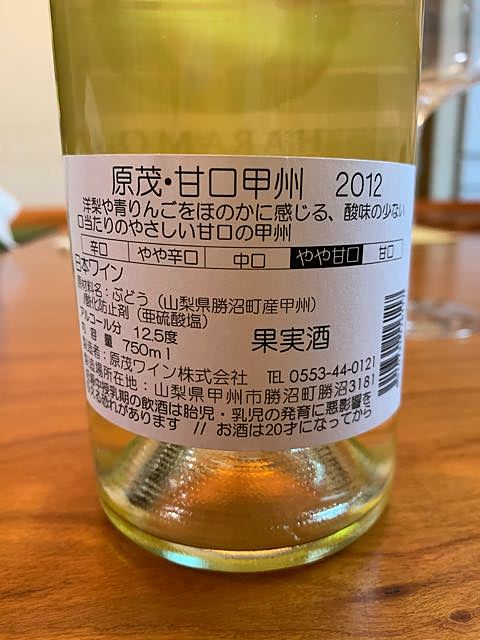 原茂・甘口甲州 2012
洋梨や青りんごをほのかに感じる、酸味の少ない
口当たりのやさしい甘口の甲州
辛口 やや辛口 中口 やや甘口 甘口
日本ワイン
原材料名：ぶどう（山梨県勝沼町産甲州）
酸化防止剤（亜硫酸塩）
アルコール分 12.5度
内 容 量 750ml
果実酒
製造者：原茂ワイン株式会社 TEL 0553-44-0121
場所在地：山梨県甲州市勝沼町勝沼3181
授乳期の飲酒は胎児・乳児の発育に悪影響を
与える恐れがあります // お酒は20才になってから
HARAMO